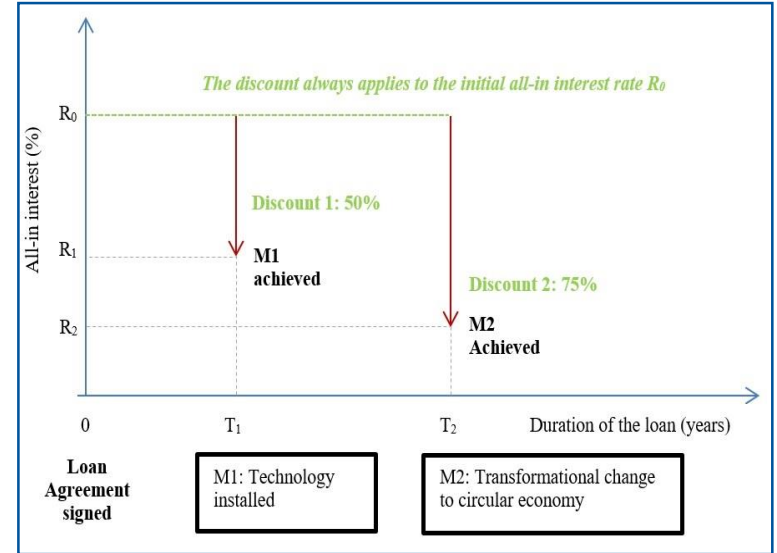 The discount always applies to the initial all-in interest rate R₀
R₀
All-in interest (%)
Discount 1: 50%
R₁
M1
achieved
Discount 2: 75%
R₂
M2
Achieved
0
T₁
T₂
Duration of the loan (years)
Loan
Agreement
signed
M1: Technology
installed
M2: Transformational change
to circular economy